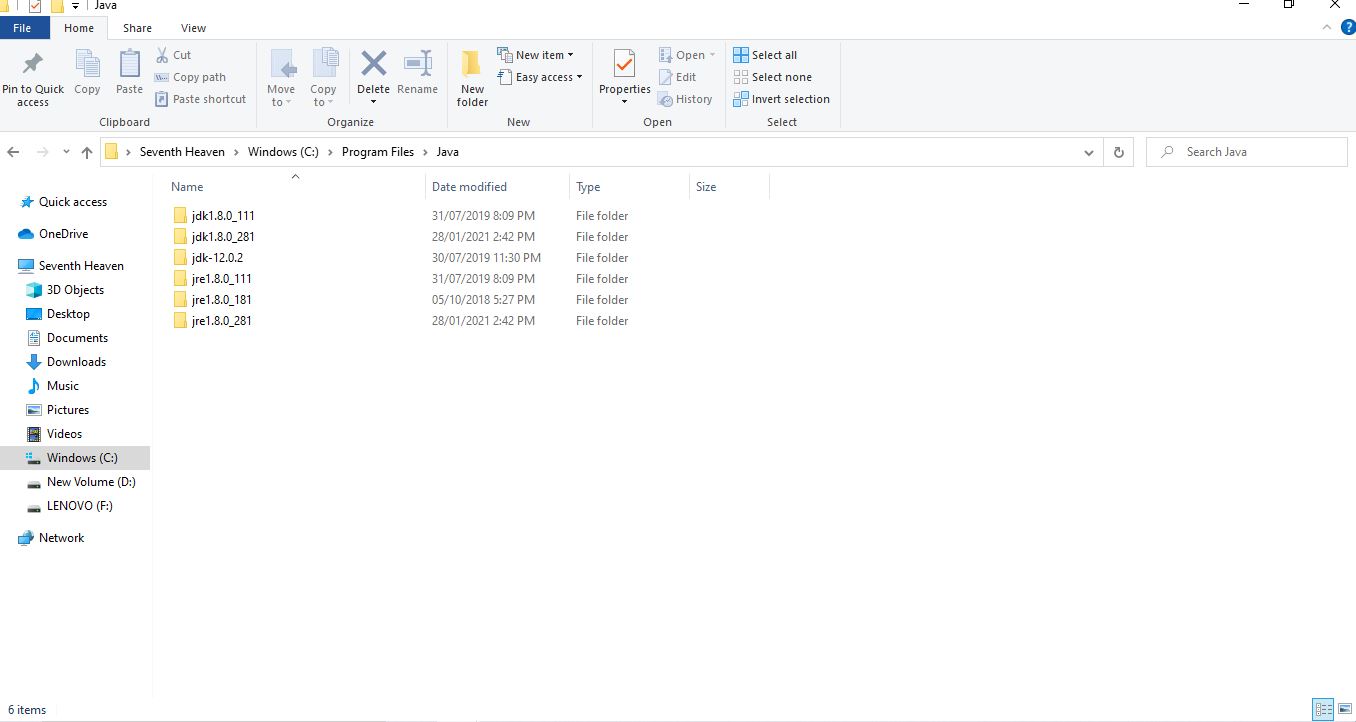 Java
File Home Share View
Pin to Quick access
Copy
Paste
Cut
Copy path
Paste shortcut
Clipboard
Move to
Copy to
Delete
Rename
Organize
New folder
New item
Easy access
New
Properties
Open
Edit
History
Open
Select all
Select none
Invert selection
Select
Seventh Heaven Windows (C:) Program Files Java
Search Java
Quick access
OneDrive
Seventh Heaven
3D Objects
Desktop
Documents
Downloads
Music
Pictures
Videos
Windows (C:)
New Volume (D:)
LENOVO (F:)
Network
Name Date modified Type Size
jdk1.8.0_111 31/07/2019 8:09 PM File folder
jdk1.8.0_281 28/01/2021 2:42 PM File folder
jdk-12.0.2 30/07/2019 11:30 PM File folder
jre1.8.0_111 31/07/2019 8:09 PM File folder
jre1.8.0_181 05/10/2018 5:27 PM File folder
jre1.8.0_281 28/01/2021 2:42 PM File folder
6 items